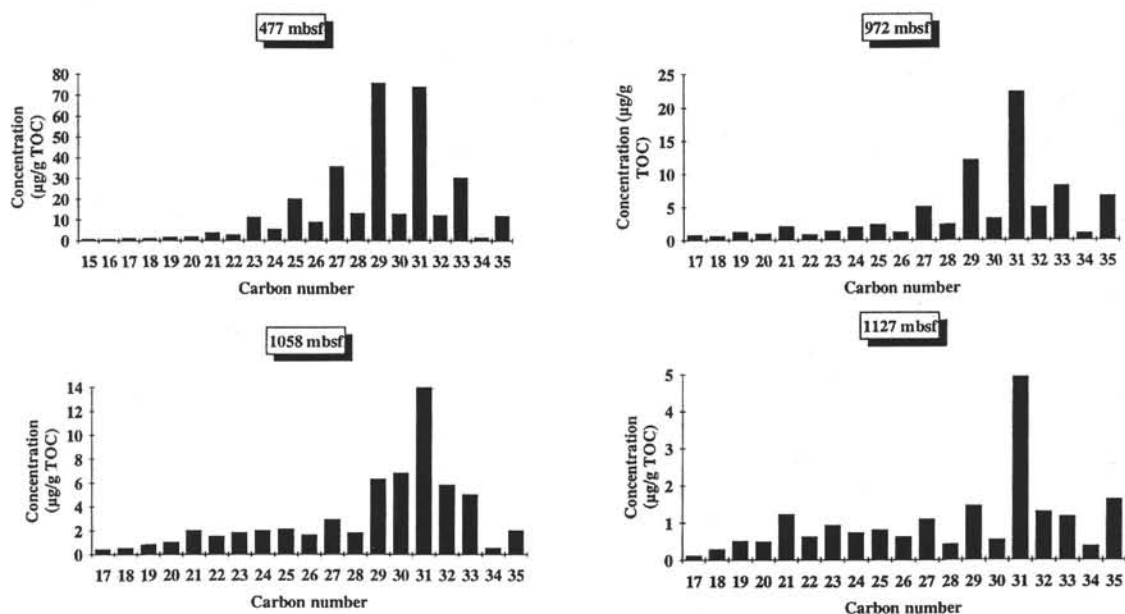 477 mbsf
Concentration
(µg/g TOC)
80
70
60
50
40
30
20
10
0
15 16 17 18 19 20 21 22 23 24 25 26 27 28 29 30 31 32 33 34 35
Carbon number
972 mbsf
Concentration (µg/g
TOC)
25
20
15
10
5
0
17 18 19 20 21 22 23 24 25 26 27 28 29 30 31 32 33 34 35
Carbon number
1058 mbsf
Concentration
(µg/g TOC)
14
12
10
8
6
4
2
0
17 18 19 20 21 22 23 24 25 26 27 28 29 30 31 32 33 34 35
Carbon number
1127 mbsf
Concentration
(µg/g TOC)
5
4
3
2
1
0
17 18 19 20 21 22 23 24 25 26 27 28 29 30 31 32 33 34 35
Carbon number